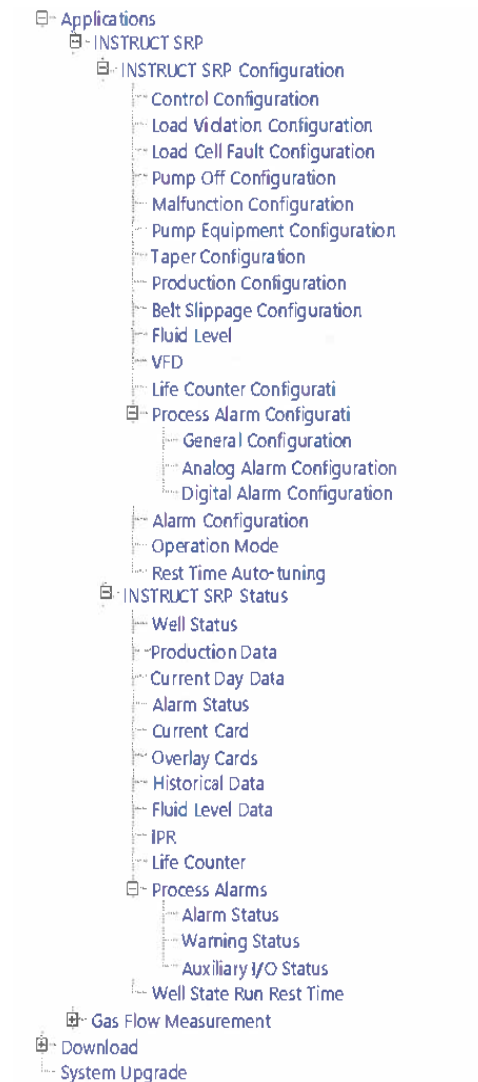 Applications
INSTRUCT SRP
INSTRUCT SRP Configuration
Control Configuration
Load Violation Configuration
Load Cell Fault Configuration
Pump Off Configuration
Malfunction Configuration
Pump Equipment Configuration
Taper Configuration
Production Configuration
Belt Slippage Configuration
Fluid Level
VFD
Life Counter Configurati
Process Alarm Configurati
General Configuration
Analog Alarm Configuration
Digital Alarm Configuration
Alarm Configuration
Operation Mode
Rest Time Auto-tuning
INSTRUCT SRP Status
Well Status
Production Data
Current Day Data
Alarm Status
Current Card
Overlay Cards
Historical Data
Fluid Level Data
IPR
Life Counter
Process Alarms
Alarm Status
Warning Status
Auxiliary I/O Status
Well State Run Rest Time
Gas Flow Measurement
Download
System Upgrade